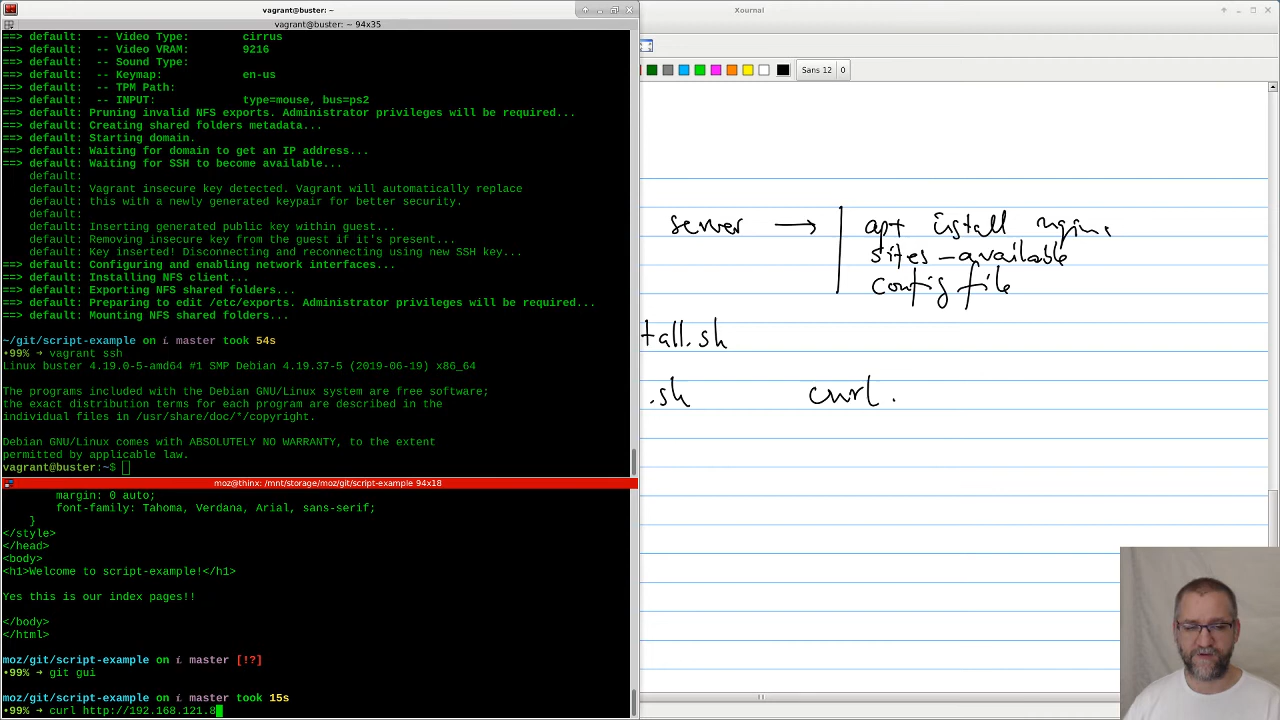 vagrant@buster: ~
vagrant@buster: ~ 94x35
==> default:  -- Video Type:        cirrus
==> default:  -- Video VRAM:        9216
==> default:  -- Sound Type:
==> default:  -- Keymap:            en-us
==> default:  -- TPM Path:
==> default:  -- INPUT:             type=mouse, bus=ps2
==> default: Pruning invalid NFS exports. Administrator privileges will be required...
==> default: Creating shared folders metadata...
==> default: Starting domain.
==> default: Waiting for domain to get an IP address...
==> default: Waiting for SSH to become available...
    default:
    default: Vagrant insecure key detected. Vagrant will automatically replace
    default: this with a newly generated keypair for better security.
    default:
    default: Inserting generated public key within guest...
    default: Removing insecure key from the guest if it's present...
    default: Key inserted! Disconnecting and reconnecting using new SSH key...
==> default: Configuring and enabling network interfaces...
==> default: Installing NFS client...
==> default: Exporting NFS shared folders...
==> default: Preparing to edit /etc/exports. Administrator privileges will be required...
==> default: Mounting NFS shared folders...
~/git/script-example on master took 54s
•99% ➜ vagrant ssh
Linux buster 4.19.0-5-amd64 #1 SMP Debian 4.19.37-5 (2019-06-19) x86_64
The programs included with the Debian GNU/Linux system are free software;
the exact distribution terms for each program are described in the
individual files in /usr/share/doc/*/copyright.
Debian GNU/Linux comes with ABSOLUTELY NO WARRANTY, to the extent
permitted by applicable law.
vagrant@buster:~$
moz@thinx: /mnt/storage/moz/git/script-example 94x18
margin: 0 auto;
font-family: Tahoma, Verdana, Arial, sans-serif;
}
</style>
</head>
<body>
<h1>Welcome to script-example!</h1>
Yes this is our index pages!!
</body>
</html>
moz/git/script-example on master [!?]
•99% ➜ git gui
moz/git/script-example on master took 15s
•99% ➜ curl http://192.168.121.8
Xournal
Sans 12 0
server → apt install nginx
sites-available
config file
tall.sh
.sh curl.